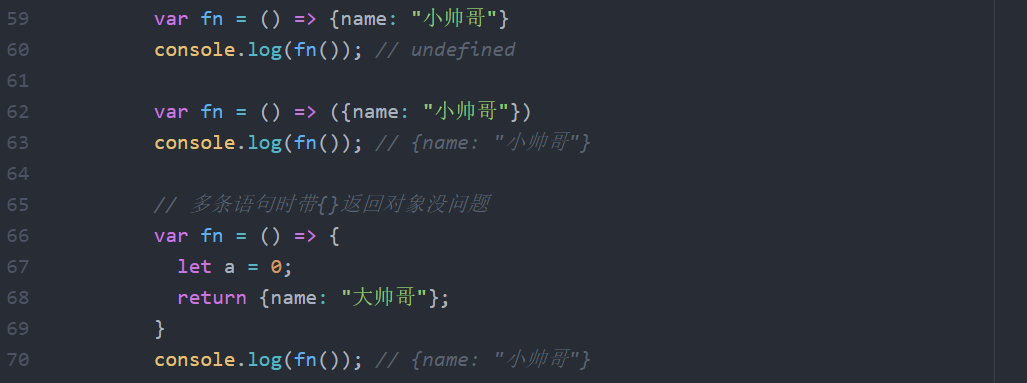 59 var fn = () => {name: "小帅哥"}
60 console.log(fn()); // undefined
61
62 var fn = () => ({name: "小帅哥"})
63 console.log(fn()); // {name: "小帅哥"}
64
65 // 多条语句时带{}返回对象没问题
66 var fn = () => {
67 let a = 0;
68 return {name: "大帅哥"};
69 }
70 console.log(fn()); // {name: "小帅哥"}